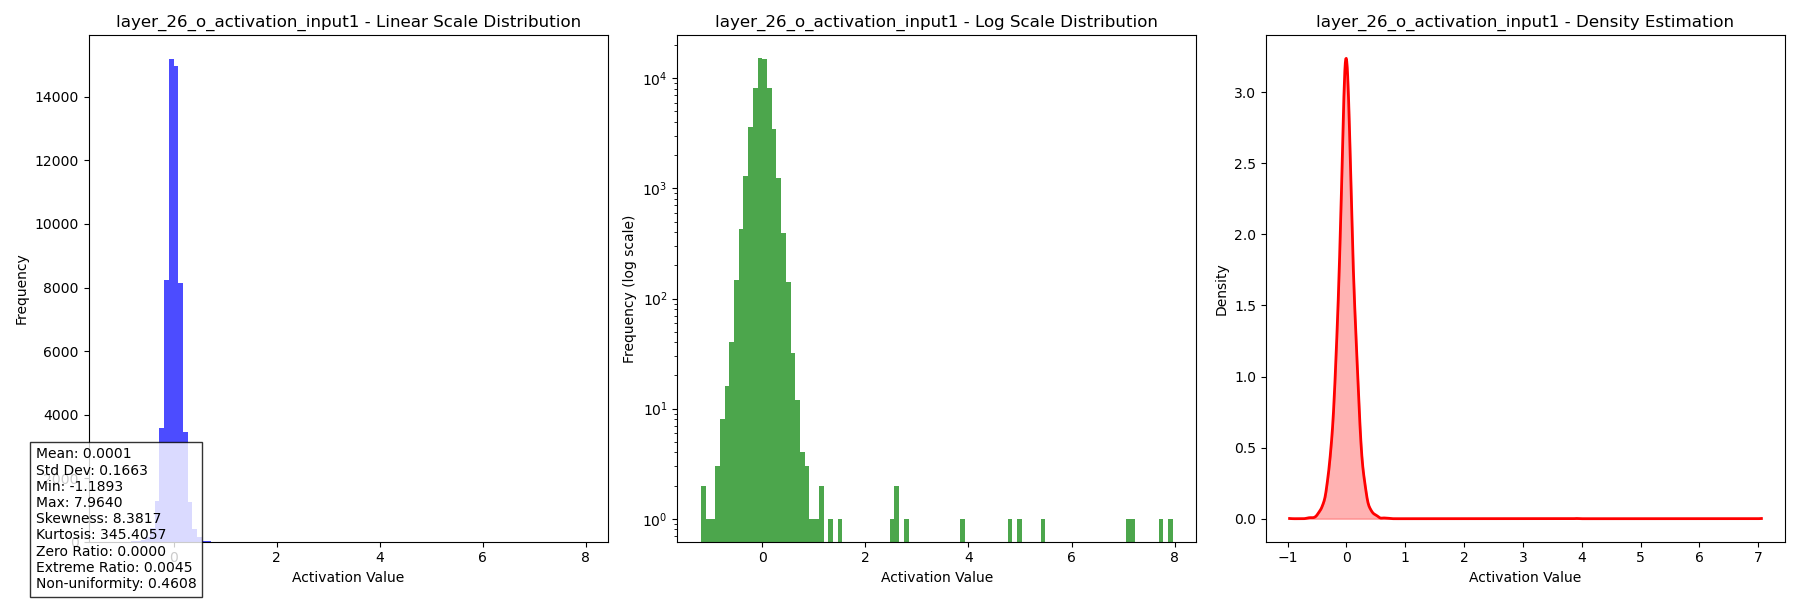 layer_26_o_activation_input1 - Linear Scale Distribution
14000
12000
10000
8000
6000
4000
2000
0
Frequency
0 2 4 6 8
Activation Value
Mean: 0.0001
Std Dev: 0.1663
Min: -1.1893
Max: 7.9640
Skewness: 8.3817
Kurtosis: 345.4057
Zero Ratio: 0.0000
Extreme Ratio: 0.0045
Non-uniformity: 0.4608
layer_26_o_activation_input1 - Log Scale Distribution
10⁴
10³
10²
10¹
10⁰
Frequency (log scale)
0 2 4 6 8
Activation Value
layer_26_o_activation_input1 - Density Estimation
3.0
2.5
2.0
1.5
1.0
0.5
0.0
Density
−1 0 1 2 3 4 5 6 7
Activation Value